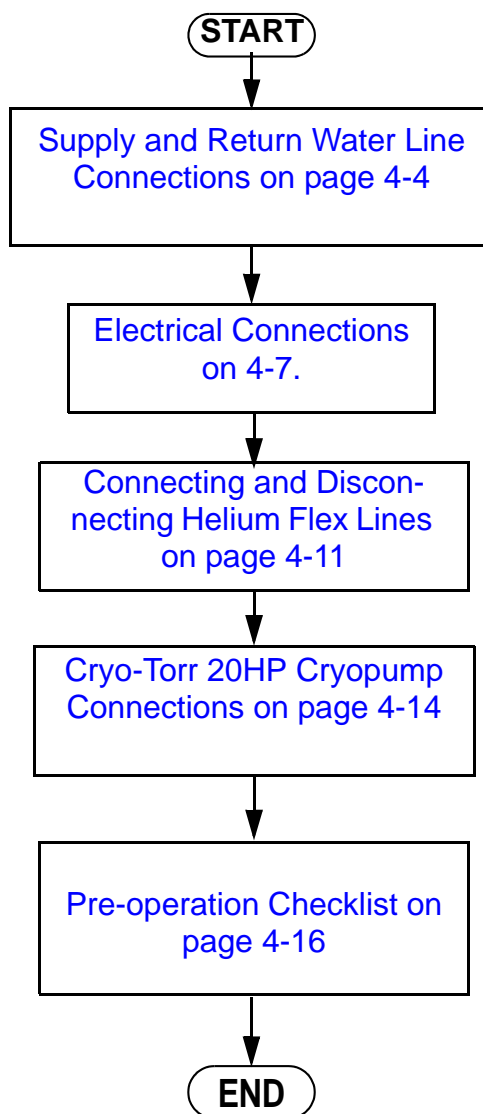 START
Supply and Return Water Line
Connections on page 4-4
Electrical Connections
on 4-7.
Connecting and Discon-
necting Helium Flex Lines
on page 4-11
Cryo-Torr 20HP Cryopump
Connections on page 4-14
Pre-operation Checklist on
page 4-16
END